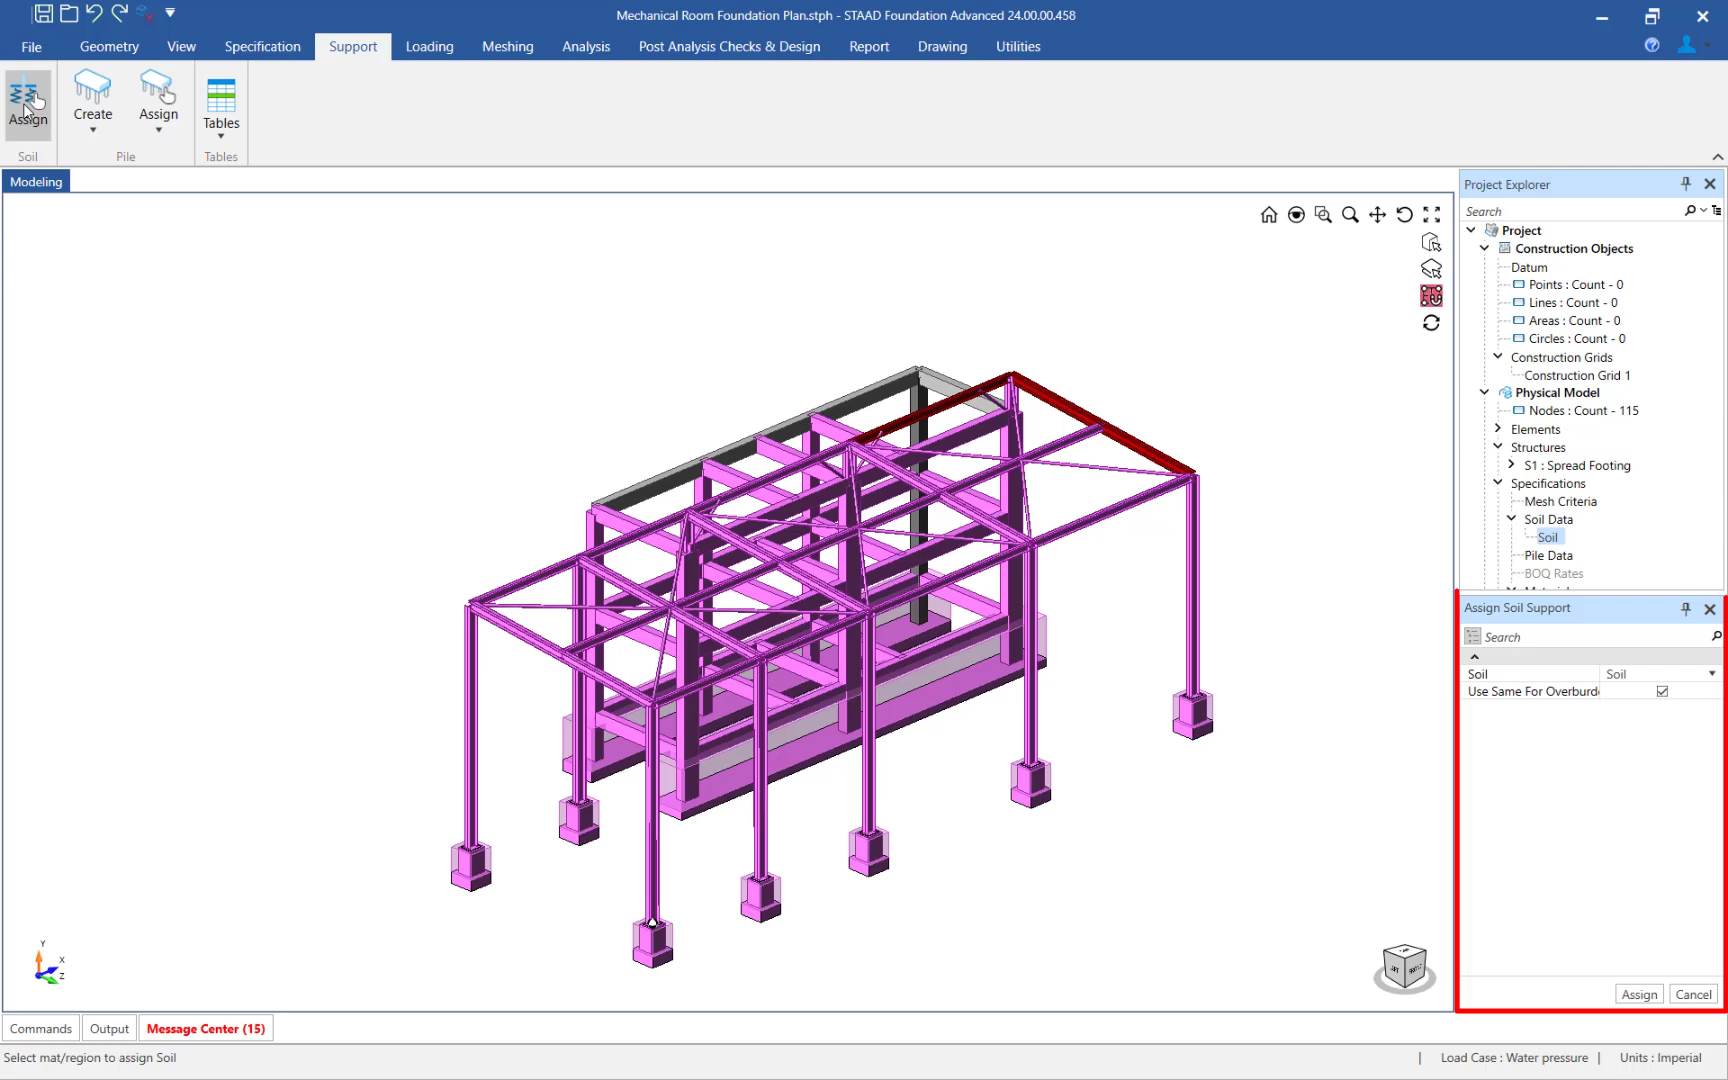 Mechanical Room Foundation Plan.stph - STAAD Foundation Advanced 24.00.00.458
File
Geometry
View
Specification
Support
Loading
Meshing
Analysis
Post Analysis Checks & Design
Report
Drawing
Utilities
Assign
Create
Assign
Tables
Soil
Pile
Tables
Modeling
Project Explorer
Search
Project
Construction Objects
Datum
Points : Count - 0
Lines : Count - 0
Areas : Count - 0
Circles : Count - 0
Construction Grids
Construction Grid 1
Physical Model
Nodes : Count - 115
Elements
Structures
S1 : Spread Footing
Specifications
Mesh Criteria
Soil Data
Soil
Pile Data
BOQ Rates
Assign Soil Support
Search
Soil
Soil
Use Same For Overburd
Assign
Cancel
Y
X
Z
Commands
Output
Message Center (15)
Select mat/region to assign Soil
Load Case : Water pressure
Units : Imperial